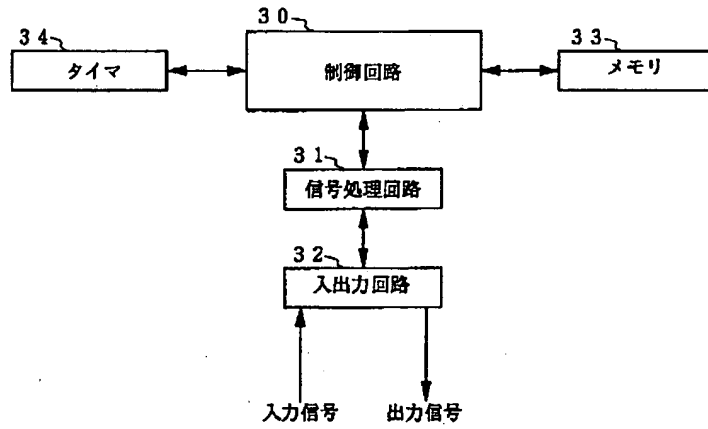 30
制御回路
34
タイマ
33
メモリ
31
信号処理回路
32
入出力回路
入力信号
出力信号